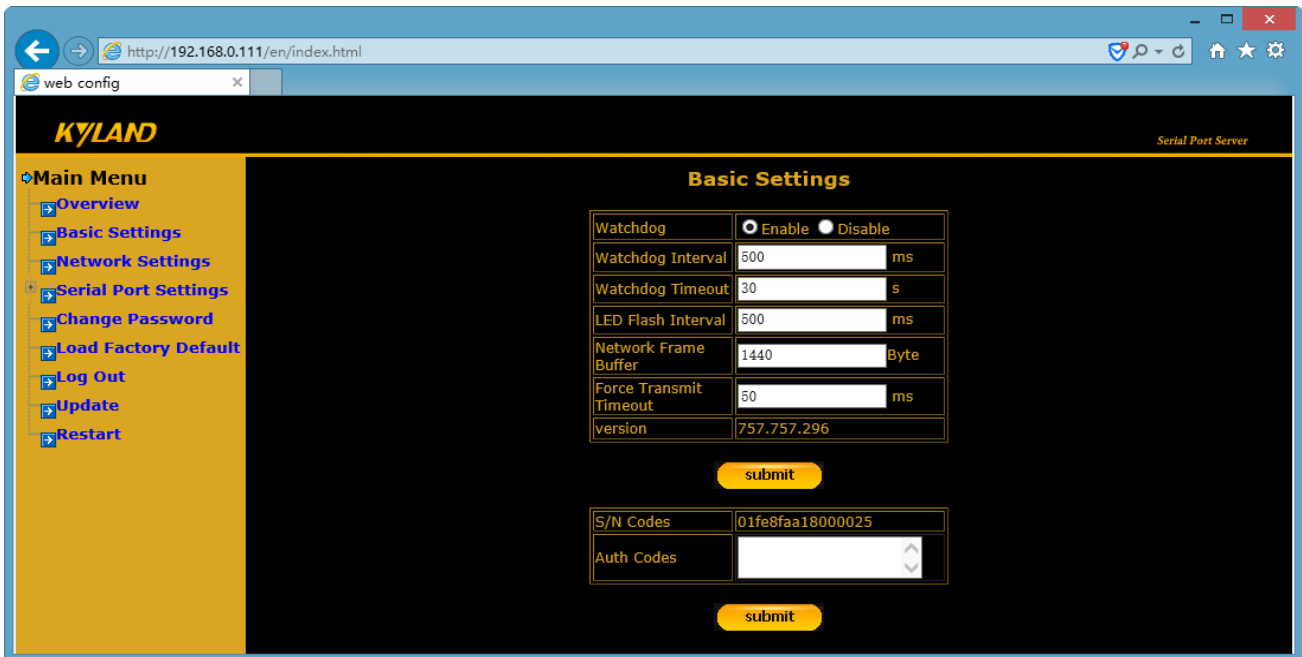 http://192.168.0.111/en/index.html
web config
KYLAND
Serial Port Server
Main Menu
Overview
Basic Settings
Network Settings
Serial Port Settings
Change Password
Load Factory Default
Log Out
Update
Restart
Basic Settings
Watchdog Enable Disable
Watchdog Interval 500 ms
Watchdog Timeout 30 s
LED Flash Interval 500 ms
Network Frame
Buffer 1440 Byte
Force Transmit
Timeout 50 ms
version 757.757.296
submit
S/N Codes 01fe8faa18000025
Auth Codes
submit